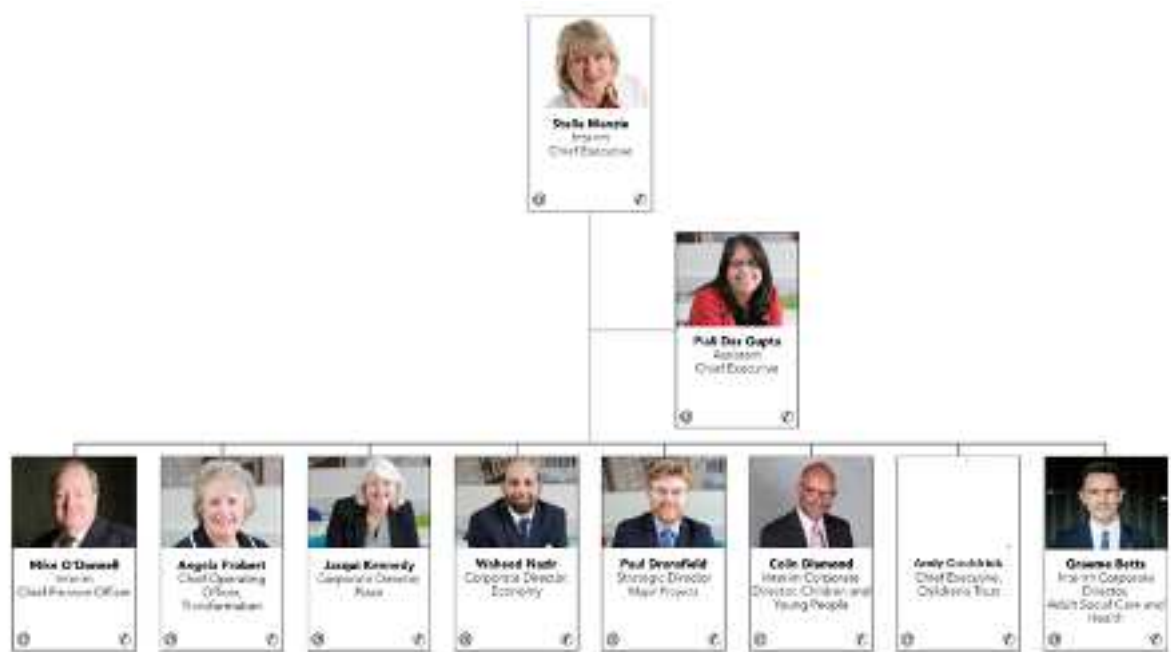 Stella Manzie
Interim
Chief Executive
Piali Das Gupta
Assistant
Chief Executive
Mike O'Donnell
Interim
Chief Finance Officer
Angela Probert
Chief Operating
Officer,
Transformation
Jacqui Kennedy
Corporate Director,
Place
Waheed Nazir
Corporate Director,
Economy
Paul Dransfield
Strategic Director
Major Projects
Colin Diamond
Interim Corporate
Director, Children and
Young People
Andy Couldrick
Chief Executive,
Children's Trust
Graeme Betts
Interim Corporate
Director,
Adult Social Care and
Health